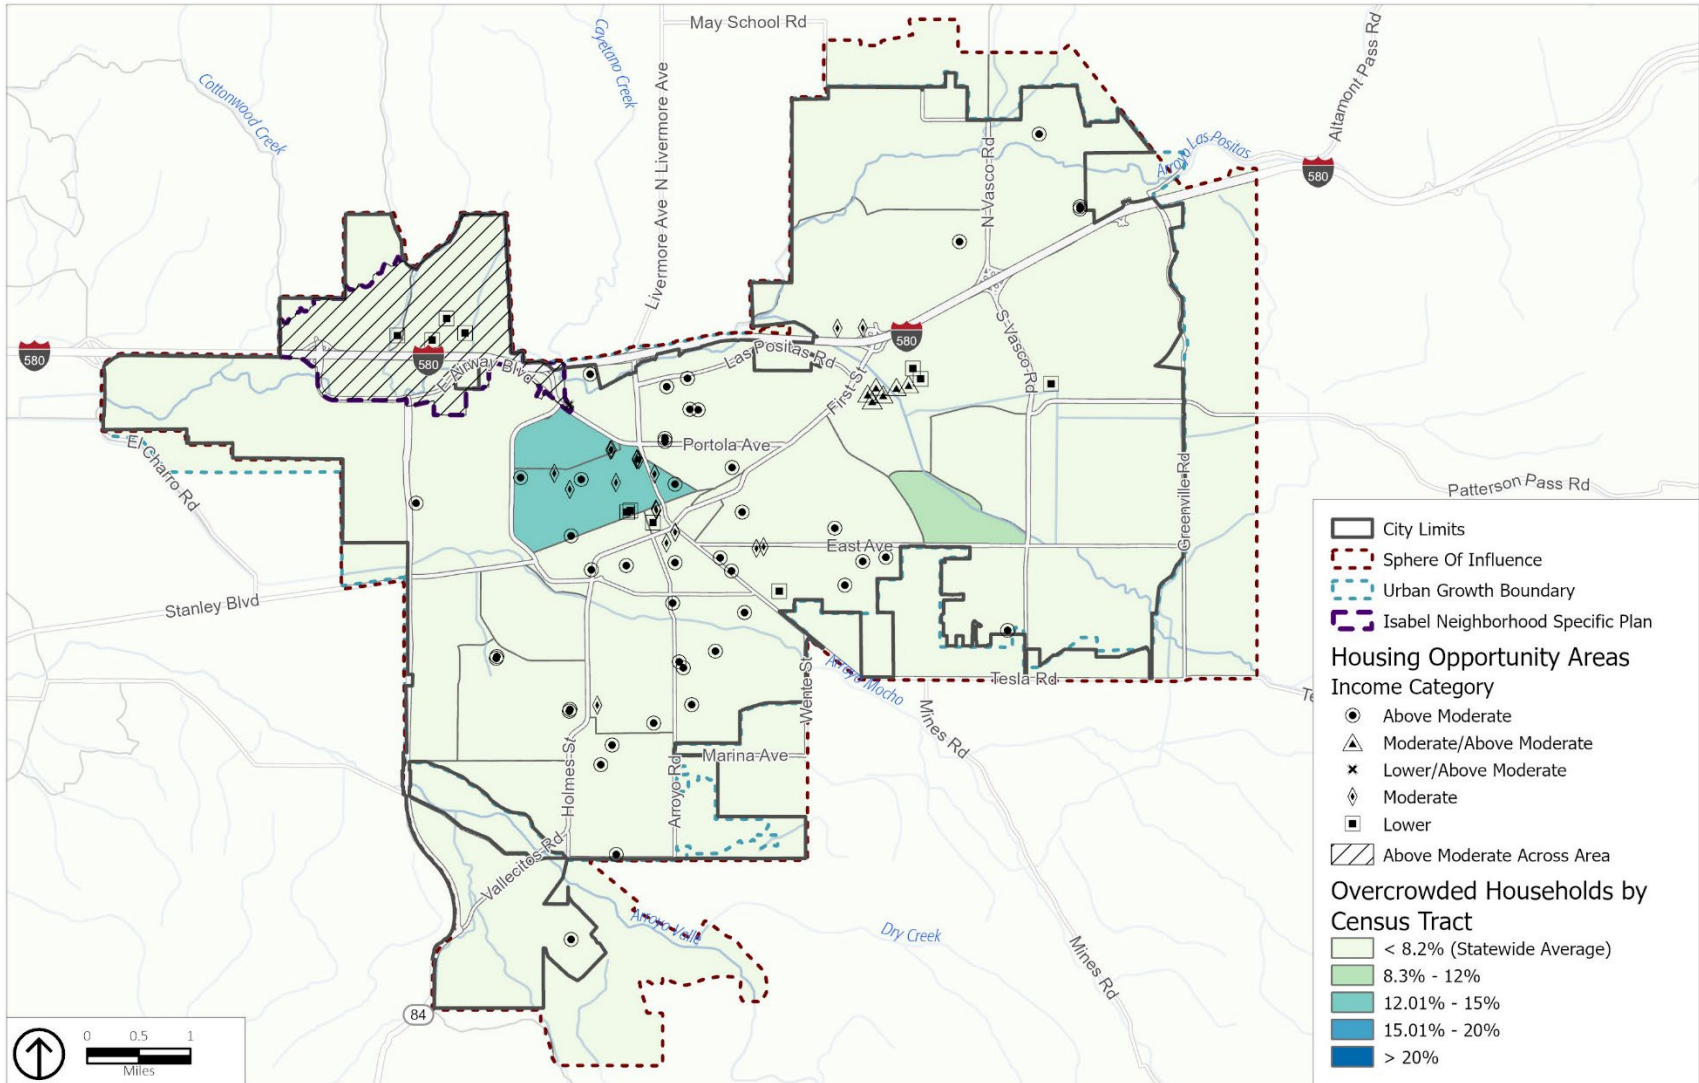 May School Rd
Cayetano Creek
Cottonwood Creek
Livermore Ave N Livermore Ave
Altamont Pass Rd
N Vasco Rd
Arroyo Las Positas
580
580
580
580
E Airway Blvd
Las Positas Rd
First St
S Vasco Rd
Portola Ave
El Charro Rd
Patterson Pass Rd
Greenville Rd
East Ave
Stanley Blvd
Arroyo Mocho
Tesla Rd
Te
Wente St
Mines Rd
Marina Ave
Holmes St
Arroyo Rd
Vallecitos Rd
Arroyo Valle
Dry Creek
Mines Rd
84
0 0.5 1
Miles
City Limits
Sphere Of Influence
Urban Growth Boundary
Isabel Neighborhood Specific Plan
Housing Opportunity Areas
Income Category
Above Moderate
Moderate/Above Moderate
Lower/Above Moderate
Moderate
Lower
Above Moderate Across Area
Overcrowded Households by
Census Tract
< 8.2% (Statewide Average)
8.3% - 12%
12.01% - 15%
15.01% - 20%
> 20%